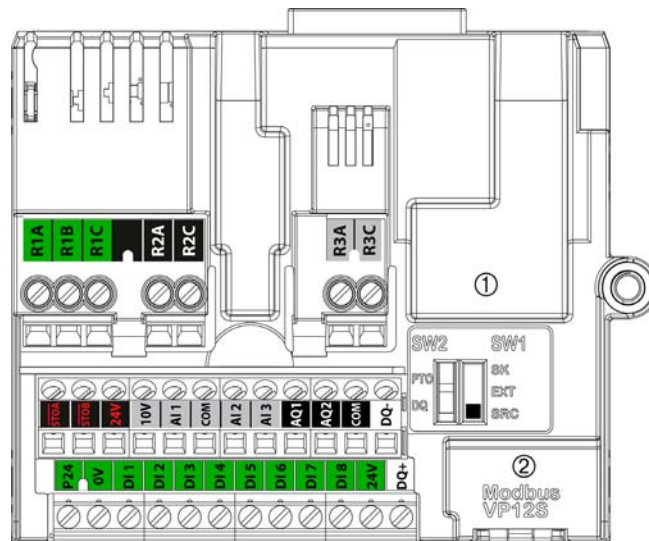 R1A R1B R1C R2A R2C R3A R3C
①
SW2 SW1
PTO SK
EXT
DQ SRC
STOA STOB 24V 10V AI1 COM AI2 AI3 AQ1 AQ2 COM DQ-
P24 0V DI1 DI2 DI3 DI4 DI5 DI6 DI7 DI8 24V DQ+
②
Modbus
VP12S